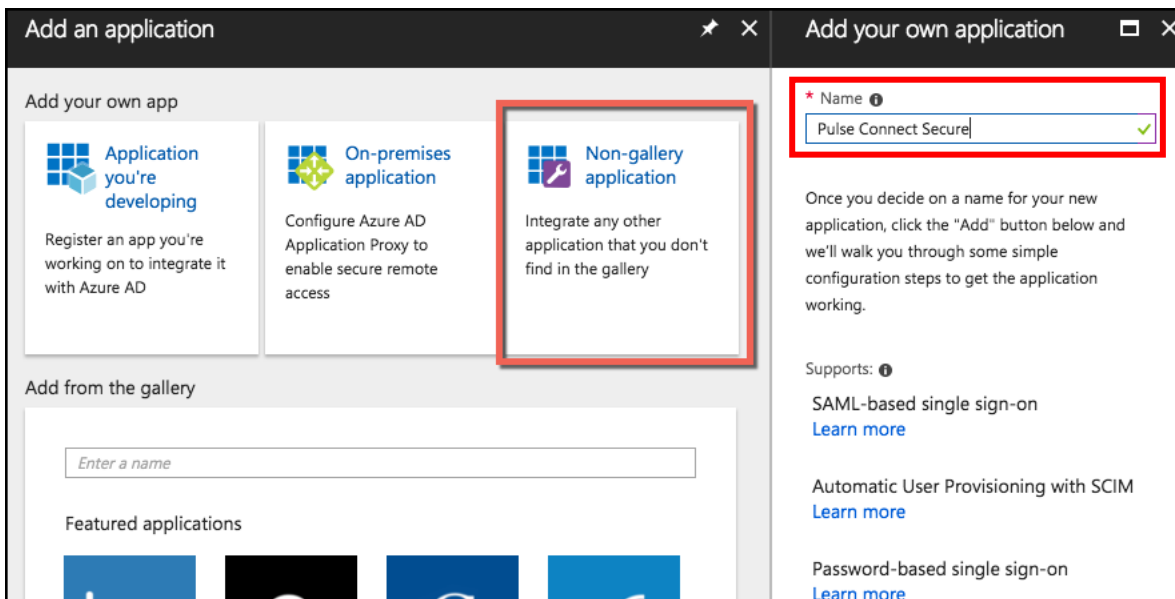 Add an application
Add your own app
Application
you're
developing
Register an app you're
working on to integrate it
with Azure AD
On-premises
application
Configure Azure AD
Application Proxy to
enable secure remote
access
Non-gallery
application
Integrate any other
application that you don't
find in the gallery
Add from the gallery
Enter a name
Featured applications
Add your own application
* Name
Pulse Connect Secure
Once you decide on a name for your new
application, click the "Add" button below and
we'll walk you through some simple
configuration steps to get the application
working.
Supports:
SAML-based single sign-on
Learn more
Automatic User Provisioning with SCIM
Learn more
Password-based single sign-on
Learn more